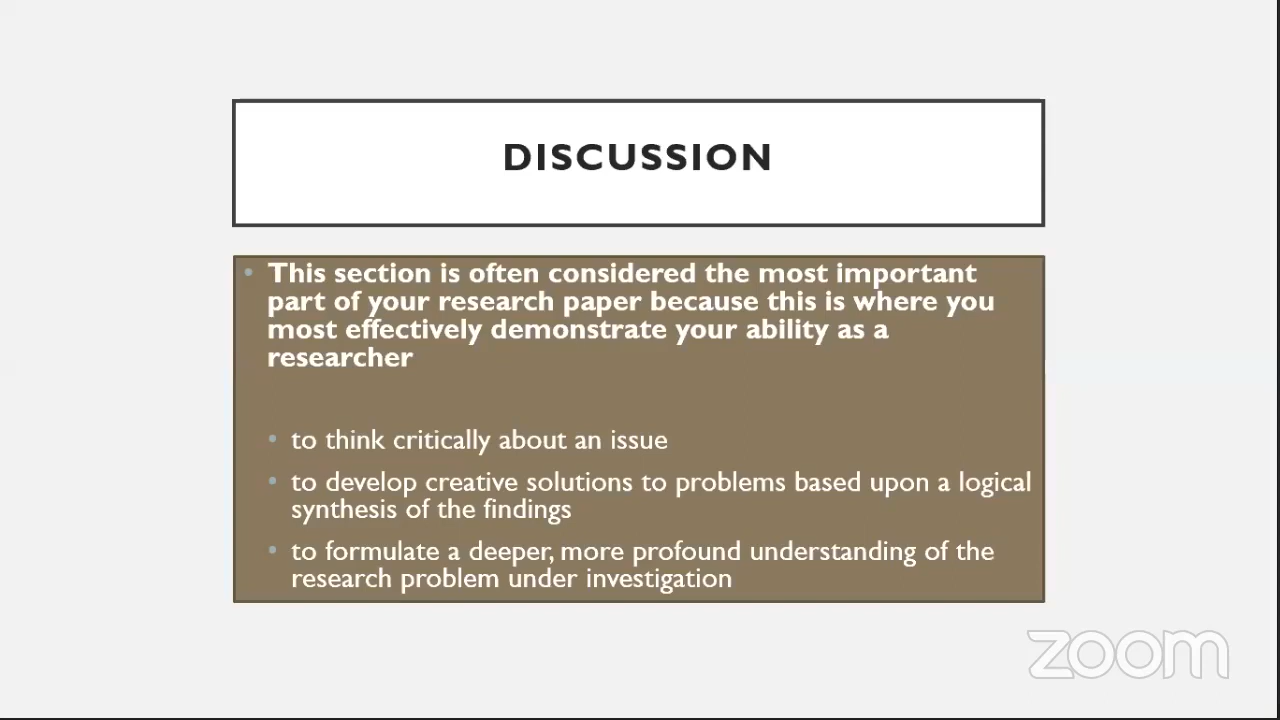 DISCUSSION
• This section is often considered the most important
part of your research paper because this is where you
most effectively demonstrate your ability as a
researcher
• to think critically about an issue
• to develop creative solutions to problems based upon a logical
synthesis of the findings
• to formulate a deeper, more profound understanding of the
research problem under investigation
zoom